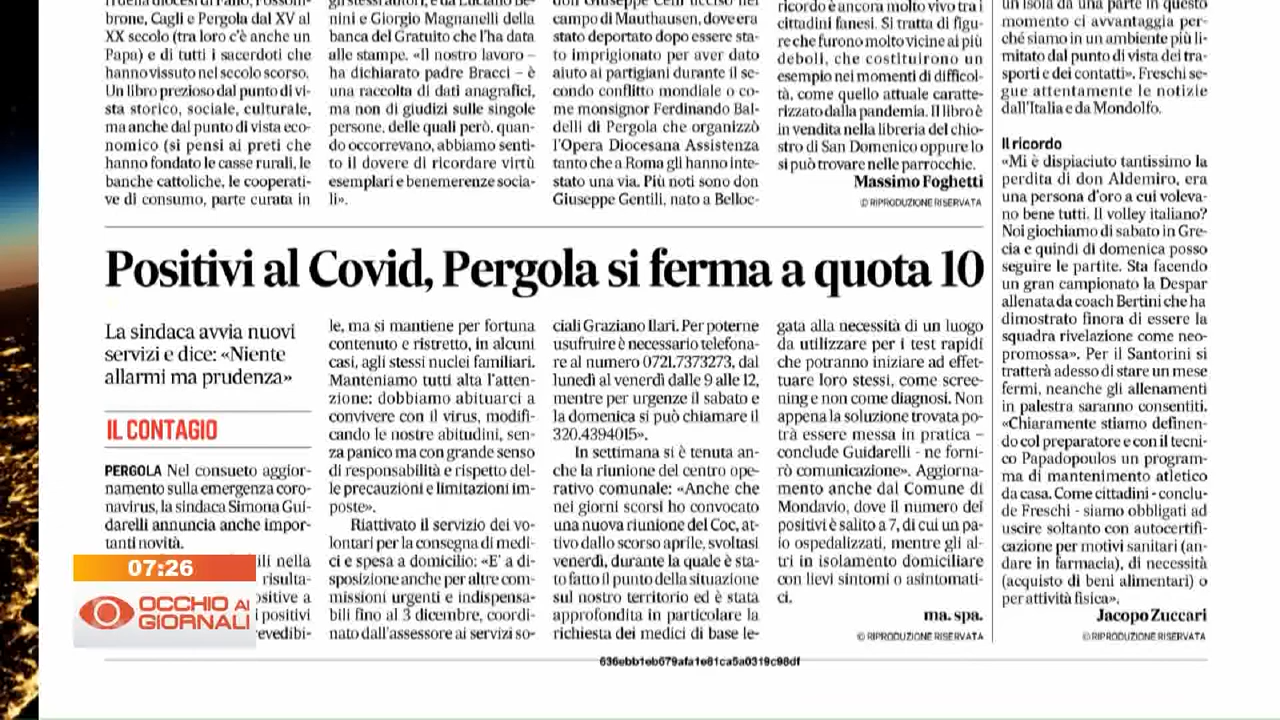 brone, Cagli e Pergola dal XV al
XX secolo (tra loro c'è anche un
Papa) e di tutti i sacerdoti che
hanno vissuto nel secolo scorso.
Un libro prezioso dal punto di vi-
sta storico, sociale, culturale,
ma anche dal punto di vista eco-
nomico (si pensi ai preti che
hanno fondato le casse rurali, le
banche cattoliche, le cooperati-
ve di consumo, parte curata in
nini e Giorgio Magnanelli della
banca del Gratuito che l'ha data
alle stampe. «Il nostro lavoro –
ha dichiarato padre Bracci – è
una raccolta di dati anagrafici,
ma non di giudizi sulle singole
persone, delle quali però, quan-
do occorrevano, abbiamo senti-
to il dovere di ricordare virtù
esemplari e benemerenze socia-
li».
campo di Mauthausen, dove era
stato deportato dopo essere sta-
to imprigionato per aver dato
aiuto ai partigiani durante il se-
condo conflitto mondiale o co-
me monsignor Ferdinando Bal-
delli di Pergola che organizzò
l'Opera Diocesana Assistenza
tanto che a Roma gli hanno inte-
stato una via. Più noti sono don
Giuseppe Gentili, nato a Belloc-
ricordo è ancora molto vivo tra i
cittadini fanesi. Si tratta di figu-
re che furono molto vicine ai più
deboli, che costituirono un
esempio nei momenti di difficol-
tà, come quello attuale caratte-
rizzato dalla pandemia. Il libro è
in vendita nella libreria del chio-
stro di San Domenico oppure lo
si può trovare nelle parrocchie.
Massimo Foghetti
© RIPRODUZIONE RISERVATA
un isola da una parte in questo
momento ci avvantaggia per-
ché siamo in un ambiente più li-
mitato dal punto di vista dei tra-
sporti e dei contatti». Freschi se-
gue attentamente le notizie
dall'Italia e da Mondolfo.
Il ricordo
«Mi è dispiaciuto tantissimo la
perdita di don Aldemiro, era
una persona d'oro a cui voleva-
no bene tutti. Il volley italiano?
Noi giochiamo di sabato in Gre-
cia e quindi di domenica posso
seguire le partite. Sta facendo
un gran campionato la Despar
allenata da coach Bertini che ha
dimostrato finora di essere la
squadra rivelazione come neo-
promossa». Per il Santorini si
tratterà adesso di stare un mese
fermi, neanche gli allenamenti
in palestra saranno consentiti.
«Chiaramente stiamo definen-
do col preparatore e con il tecni-
co Papadopoulos un program-
ma di mantenimento atletico
da casa. Come cittadini - conclu-
de Freschi - siamo obbligati ad
uscire soltanto con autocertifi-
cazione per motivi sanitari (an-
dare in farmacia), di necessità
(acquisto di beni alimentari) o
per attività fisica».
Jacopo Zuccari
© RIPRODUZIONE RISERVATA
Positivi al Covid, Pergola si ferma a quota 10
La sindaca avvia nuovi
servizi e dice: «Niente
allarmi ma prudenza»
IL CONTAGIO
PERGOLA Nel consueto aggior-
namento sulla emergenza coro-
navirus, la sindaca Simona Gui-
darelli annuncia anche impor-
tanti novità.
ili nella
risulta-
ositive a
i positivi
revedibi-
le, ma si mantiene per fortuna
contenuto e ristretto, in alcuni
casi, agli stessi nuclei familiari.
Manteniamo tutti alta l'atten-
zione: dobbiamo abituarci a
convivere con il virus, modifi-
cando le nostre abitudini, sen-
za panico ma con grande senso
di responsabilità e rispetto del-
le precauzioni e limitazioni im-
poste».
Riattivato il servizio dei vo-
lontari per la consegna di medi-
ci e spesa a domicilio: «E' a di-
sposizione anche per altre com-
missioni urgenti e indispensa-
bili fino al 3 dicembre, coordi-
nato dall'assessore ai servizi so-
ciali Graziano Ilari. Per poterne
usufruire è necessario telefona-
re al numero 0721.7373273, dal
lunedì al venerdì dalle 9 alle 12,
mentre per urgenze il sabato e
la domenica si può chiamare il
320.4394015».
In settimana si è tenuta an-
che la riunione del centro ope-
rativo comunale: «Anche che
nei giorni scorsi ho convocato
una nuova riunione del Coc, at-
tivo dallo scorso aprile, svoltasi
venerdì, durante la quale è sta-
to fatto il punto della situazione
sul nostro territorio ed è stata
approfondita in particolare la
richiesta dei medici di base le-
gata alla necessità di un luogo
da utilizzare per i test rapidi
che potranno iniziare ad effet-
tuare loro stessi, come scree-
ning e non come diagnosi. Non
appena la soluzione trovata po-
trà essere messa in pratica –
conclude Guidarelli - ne forni-
rò comunicazione». Aggiorna-
mento anche dal Comune di
Mondavio, dove il numero dei
positivi è salito a 7, di cui un pa-
io ospedalizzati, mentre gli al-
tri in isolamento domiciliare
con lievi sintomi o asintomati-
ci.
ma. spa.
© RIPRODUZIONE RISERVATA
07:26
OCCHIO AI
GIORNALI
636ebb1eb679afa1e81ca5a0319c98df